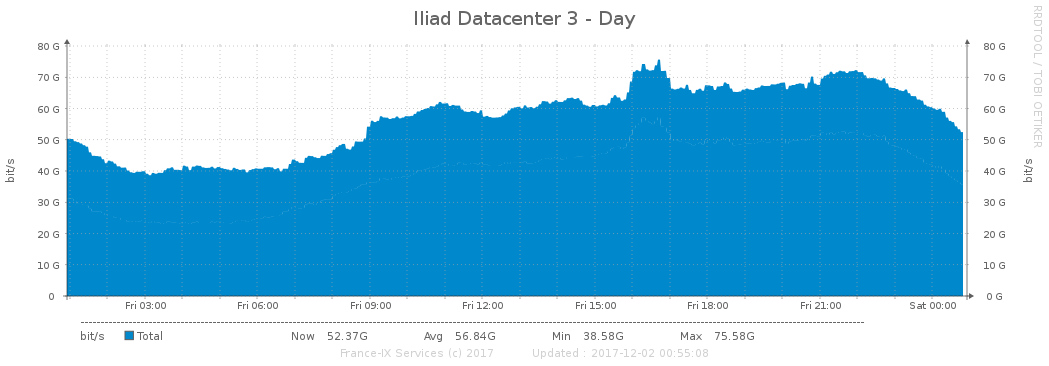 Iliad Datacenter 3 - Day
RRDTOOL / TOBI OETIKER
bit/s
bit/s
80 G
80 G
70 G
70 G
60 G
60 G
50 G
50 G
40 G
40 G
30 G
30 G
20 G
20 G
10 G
10 G
0
0 G
Fri 03:00 Fri 06:00 Fri 09:00 Fri 12:00 Fri 15:00 Fri 18:00 Fri 21:00 Sat 00:00
bit/s Total Now 52.37G Avg 56.84G Min 38.58G Max 75.58G
France-IX Services (c) 2017 Updated : 2017-12-02 00:55:08